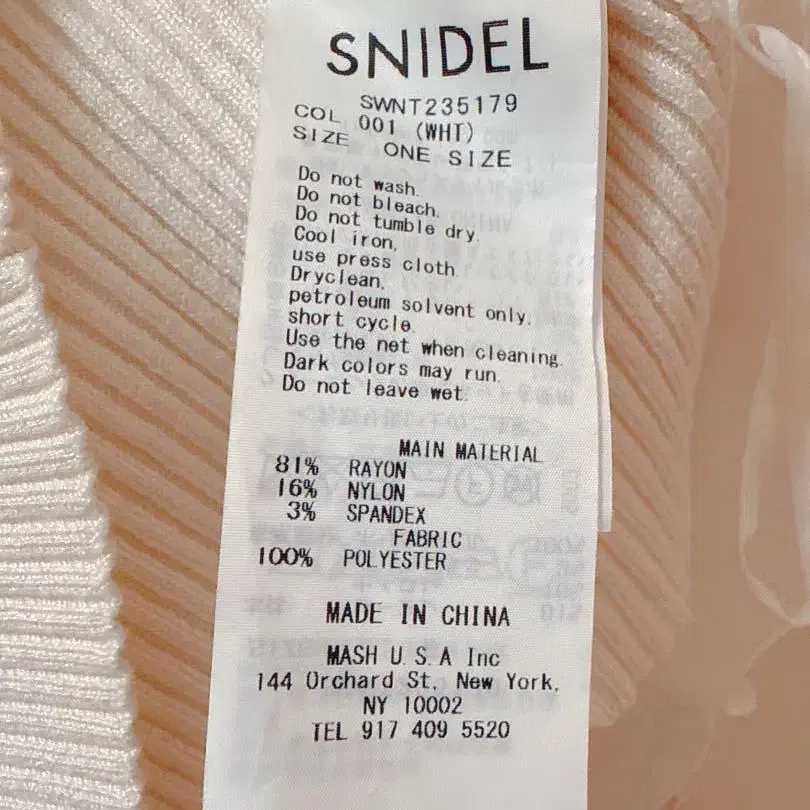 SNIDEL
SWNT235179
COL 001 (WHT)
SIZE ONE SIZE
Do not wash.
Do not bleach.
Do not tumble dry.
Cool iron,
use press cloth.
Dryclean,
petroleum solvent only.
short cycle.
Use the net when cleaning.
Dark colors may run.
Do not leave wet.
MAIN MATERIAL
81% RAYON
16% NYLON
3% SPANDEX
FABRIC
100% POLYESTER
MADE IN CHINA
MASH U.S.A Inc
144 Orchard St, New York,
NY 10002
TEL 917 409 5520